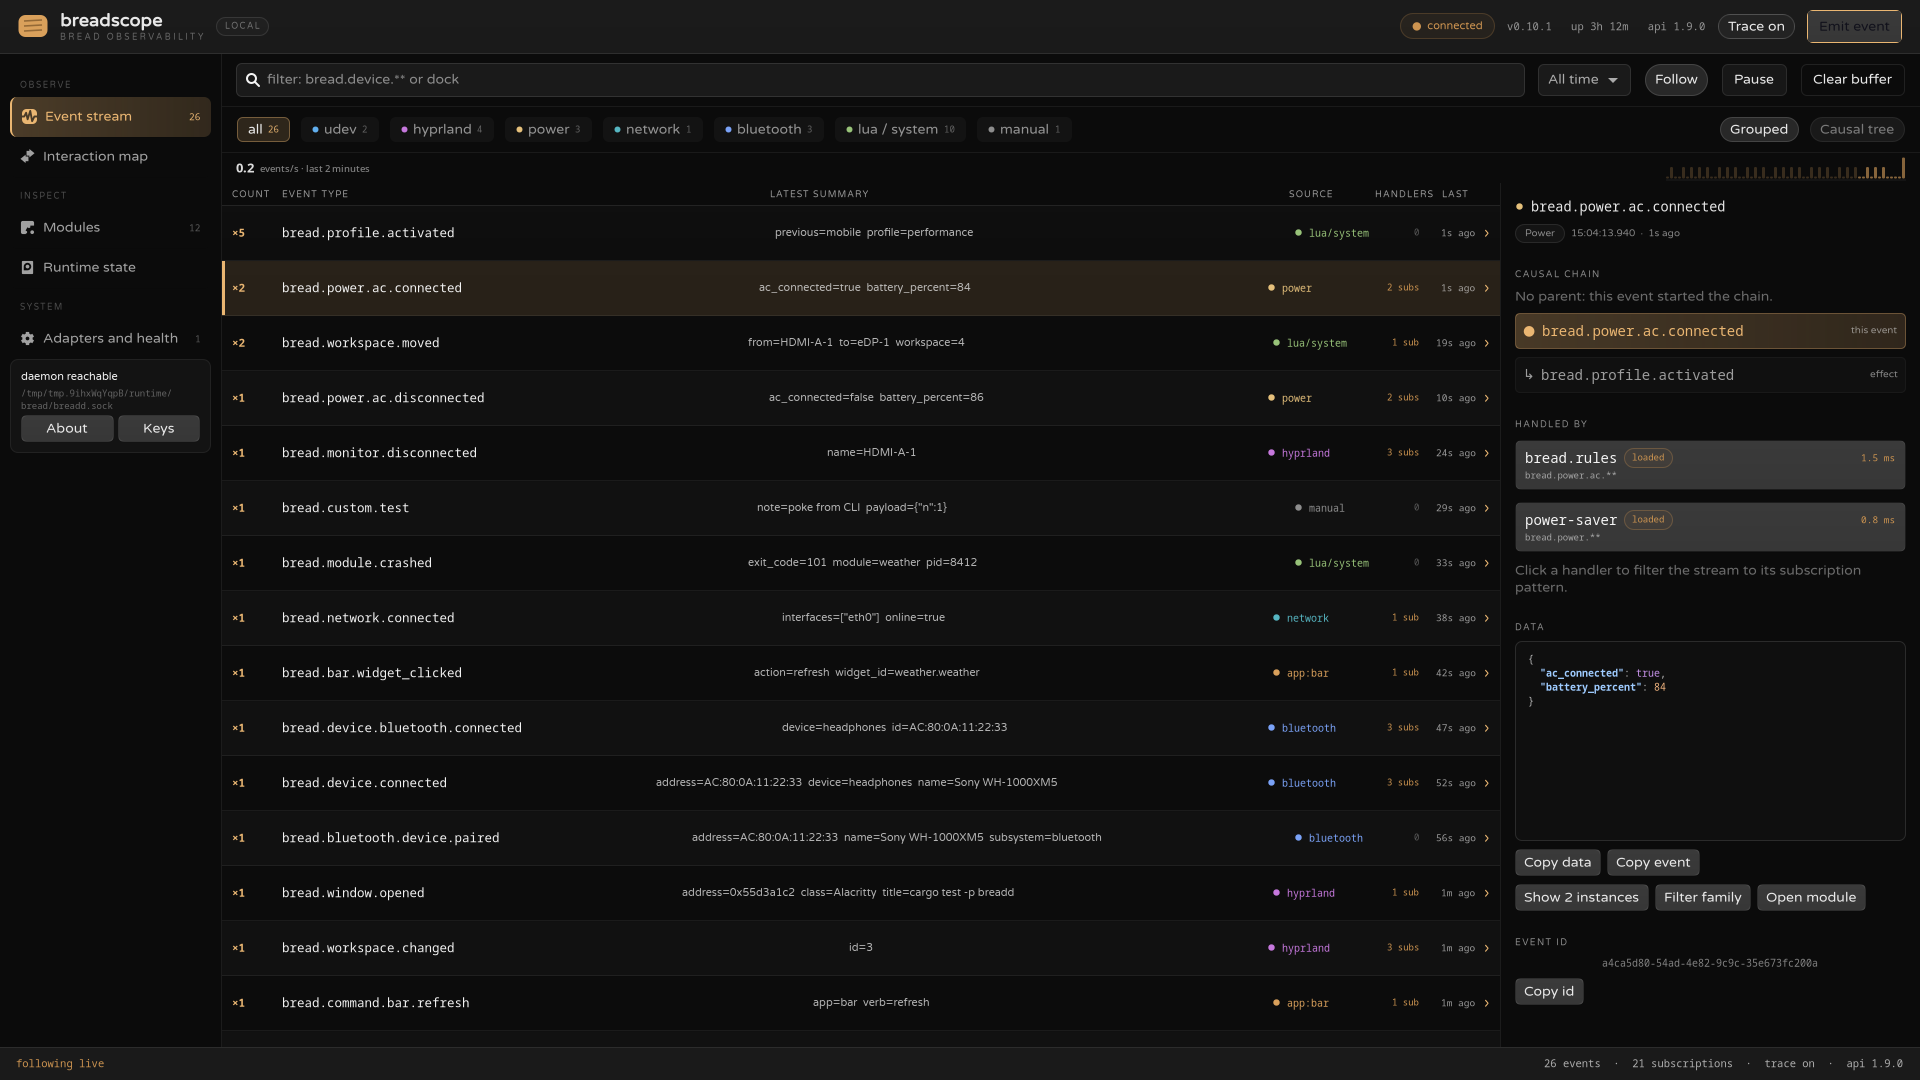 breadscope
BREAD OBSERVABILITY
LOCAL
connected
v0.10.1
up 3h 12m
api 1.9.0
Trace on
Emit event
OBSERVE
Event stream 26
Interaction map
INSPECT
Modules 12
Runtime state
SYSTEM
Adapters and health 1
daemon reachable
/tmp/tmp.9ihxWqYqpB/runtime/
bread/breadd.sock
About
Keys
filter: bread.device.** or dock
All time
Follow
Pause
Clear buffer
all 26
udev 2
hyprland 4
power 3
network 1
bluetooth 3
lua / system 10
manual 1
Grouped
Causal tree
0.2 events/s · last 2 minutes
COUNT EVENT TYPE LATEST SUMMARY SOURCE HANDLERS LAST
×5 bread.profile.activated previous=mobile profile=performance lua/system 0 1s ago ›
×2 bread.power.ac.connected ac_connected=true battery_percent=84 power 2 subs 1s ago ›
×2 bread.workspace.moved from=HDMI-A-1 to=eDP-1 workspace=4 lua/system 1 sub 19s ago ›
×1 bread.power.ac.disconnected ac_connected=false battery_percent=86 power 2 subs 10s ago ›
×1 bread.monitor.disconnected name=HDMI-A-1 hyprland 3 subs 24s ago ›
×1 bread.custom.test note=poke from CLI payload={"n":1} manual 0 29s ago ›
×1 bread.module.crashed exit_code=101 module=weather pid=8412 lua/system 0 33s ago ›
×1 bread.network.connected interfaces=["eth0"] online=true network 1 sub 38s ago ›
×1 bread.bar.widget_clicked action=refresh widget_id=weather.weather app:bar 1 sub 42s ago ›
×1 bread.device.bluetooth.connected device=headphones id=AC:80:0A:11:22:33 bluetooth 3 subs 47s ago ›
×1 bread.device.connected address=AC:80:0A:11:22:33 device=headphones name=Sony WH-1000XM5 bluetooth 3 subs 52s ago ›
×1 bread.bluetooth.device.paired address=AC:80:0A:11:22:33 name=Sony WH-1000XM5 subsystem=bluetooth bluetooth 0 56s ago ›
×1 bread.window.opened address=0x55d3a1c2 class=Alacritty title=cargo test -p breadd hyprland 1 sub 1m ago ›
×1 bread.workspace.changed id=3 hyprland 3 subs 1m ago ›
×1 bread.command.bar.refresh app=bar verb=refresh app:bar 1 sub 1m ago ›
bread.power.ac.connected
Power 15:04:13.940 · 1s ago
CAUSAL CHAIN
No parent: this event started the chain.
bread.power.ac.connected this event
↳ bread.profile.activated effect
HANDLED BY
bread.rules loaded 1.5 ms
bread.power.ac.**
power-saver loaded 0.8 ms
bread.power.**
Click a handler to filter the stream to its subscription
pattern.
DATA
{
"ac_connected": true,
"battery_percent": 84
}
Copy data
Copy event
Show 2 instances
Filter family
Open module
EVENT ID
a4ca5d80-54ad-4e82-9c9c-35e673fc200a
Copy id
following live
26 events · 21 subscriptions · trace on · api 1.9.0